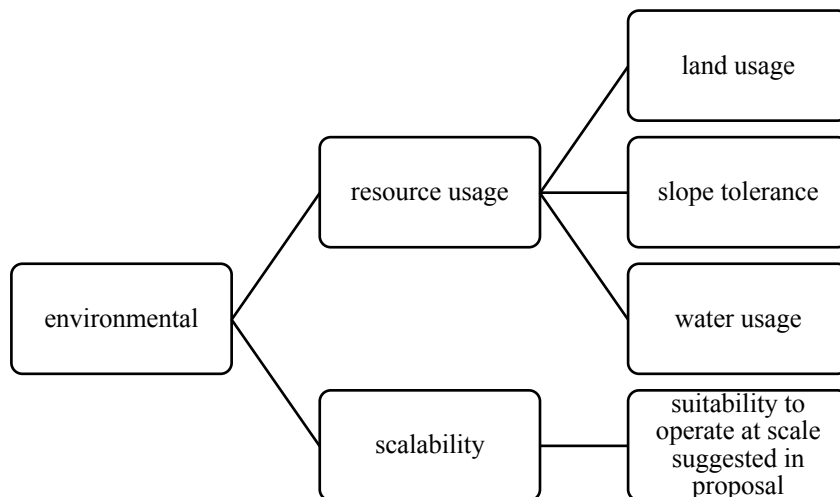 land usage
resource usage
slope tolerance
environmental
water usage
scalability
suitability to
operate at scale
suggested in
proposal